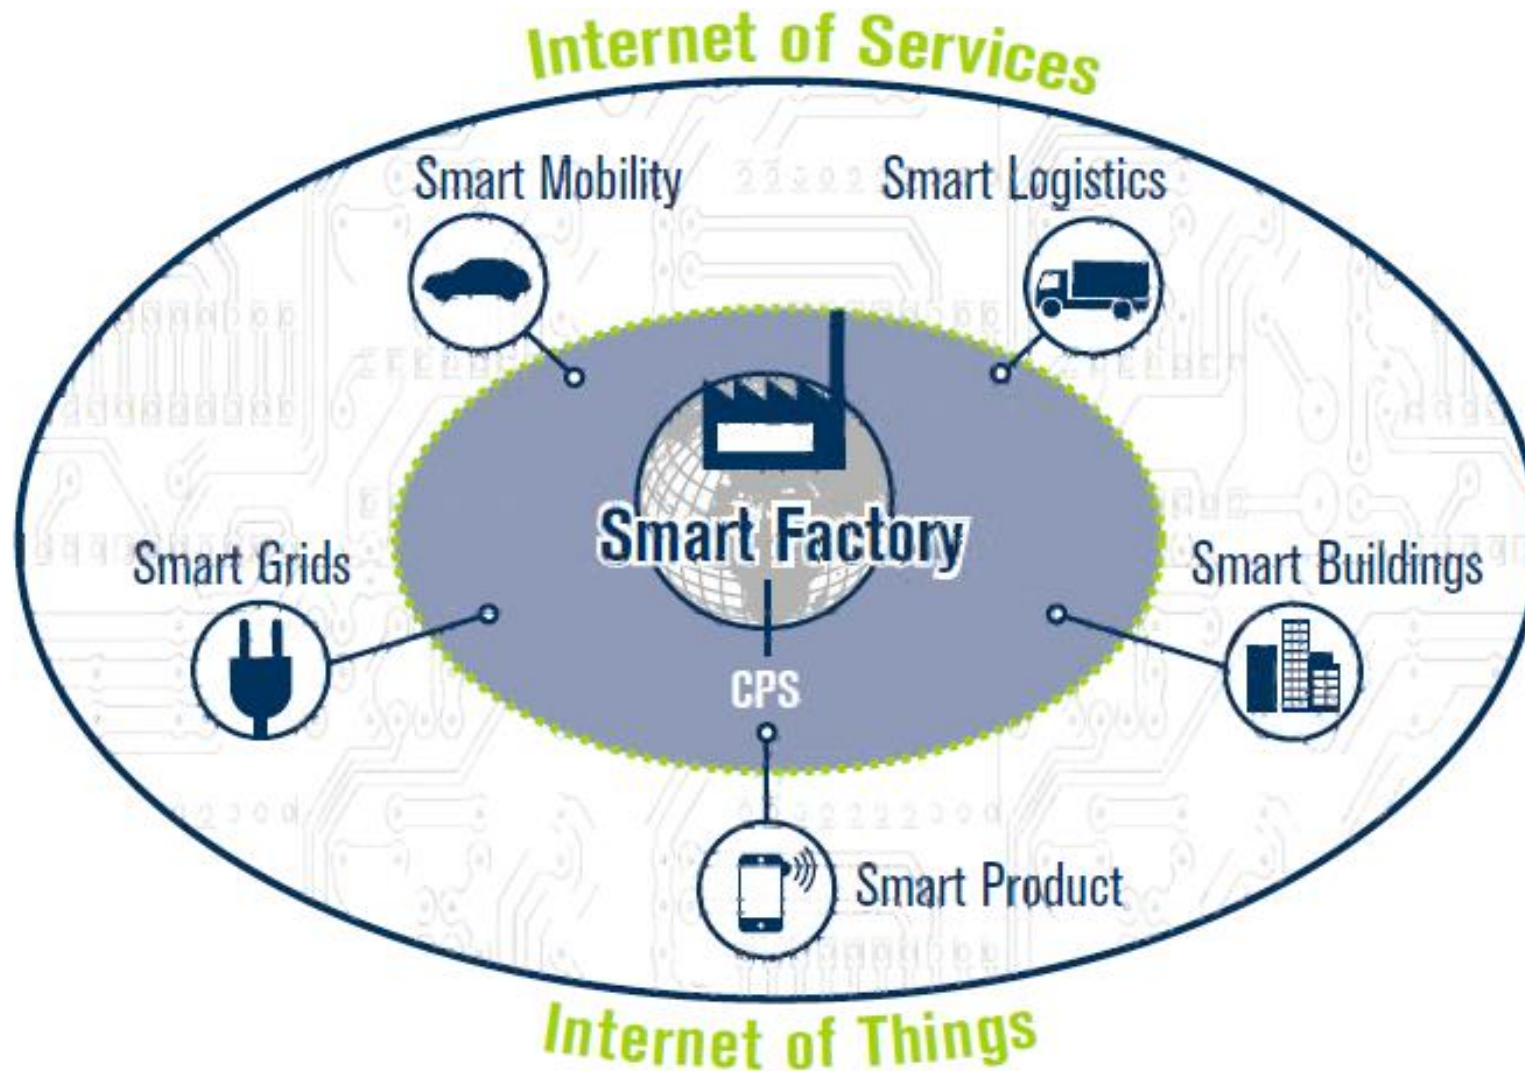 Internet of Services
Smart Mobility
Smart Logistics
Smart Factory
Smart Grids
Smart Buildings
CPS
Smart Product
Internet of Things